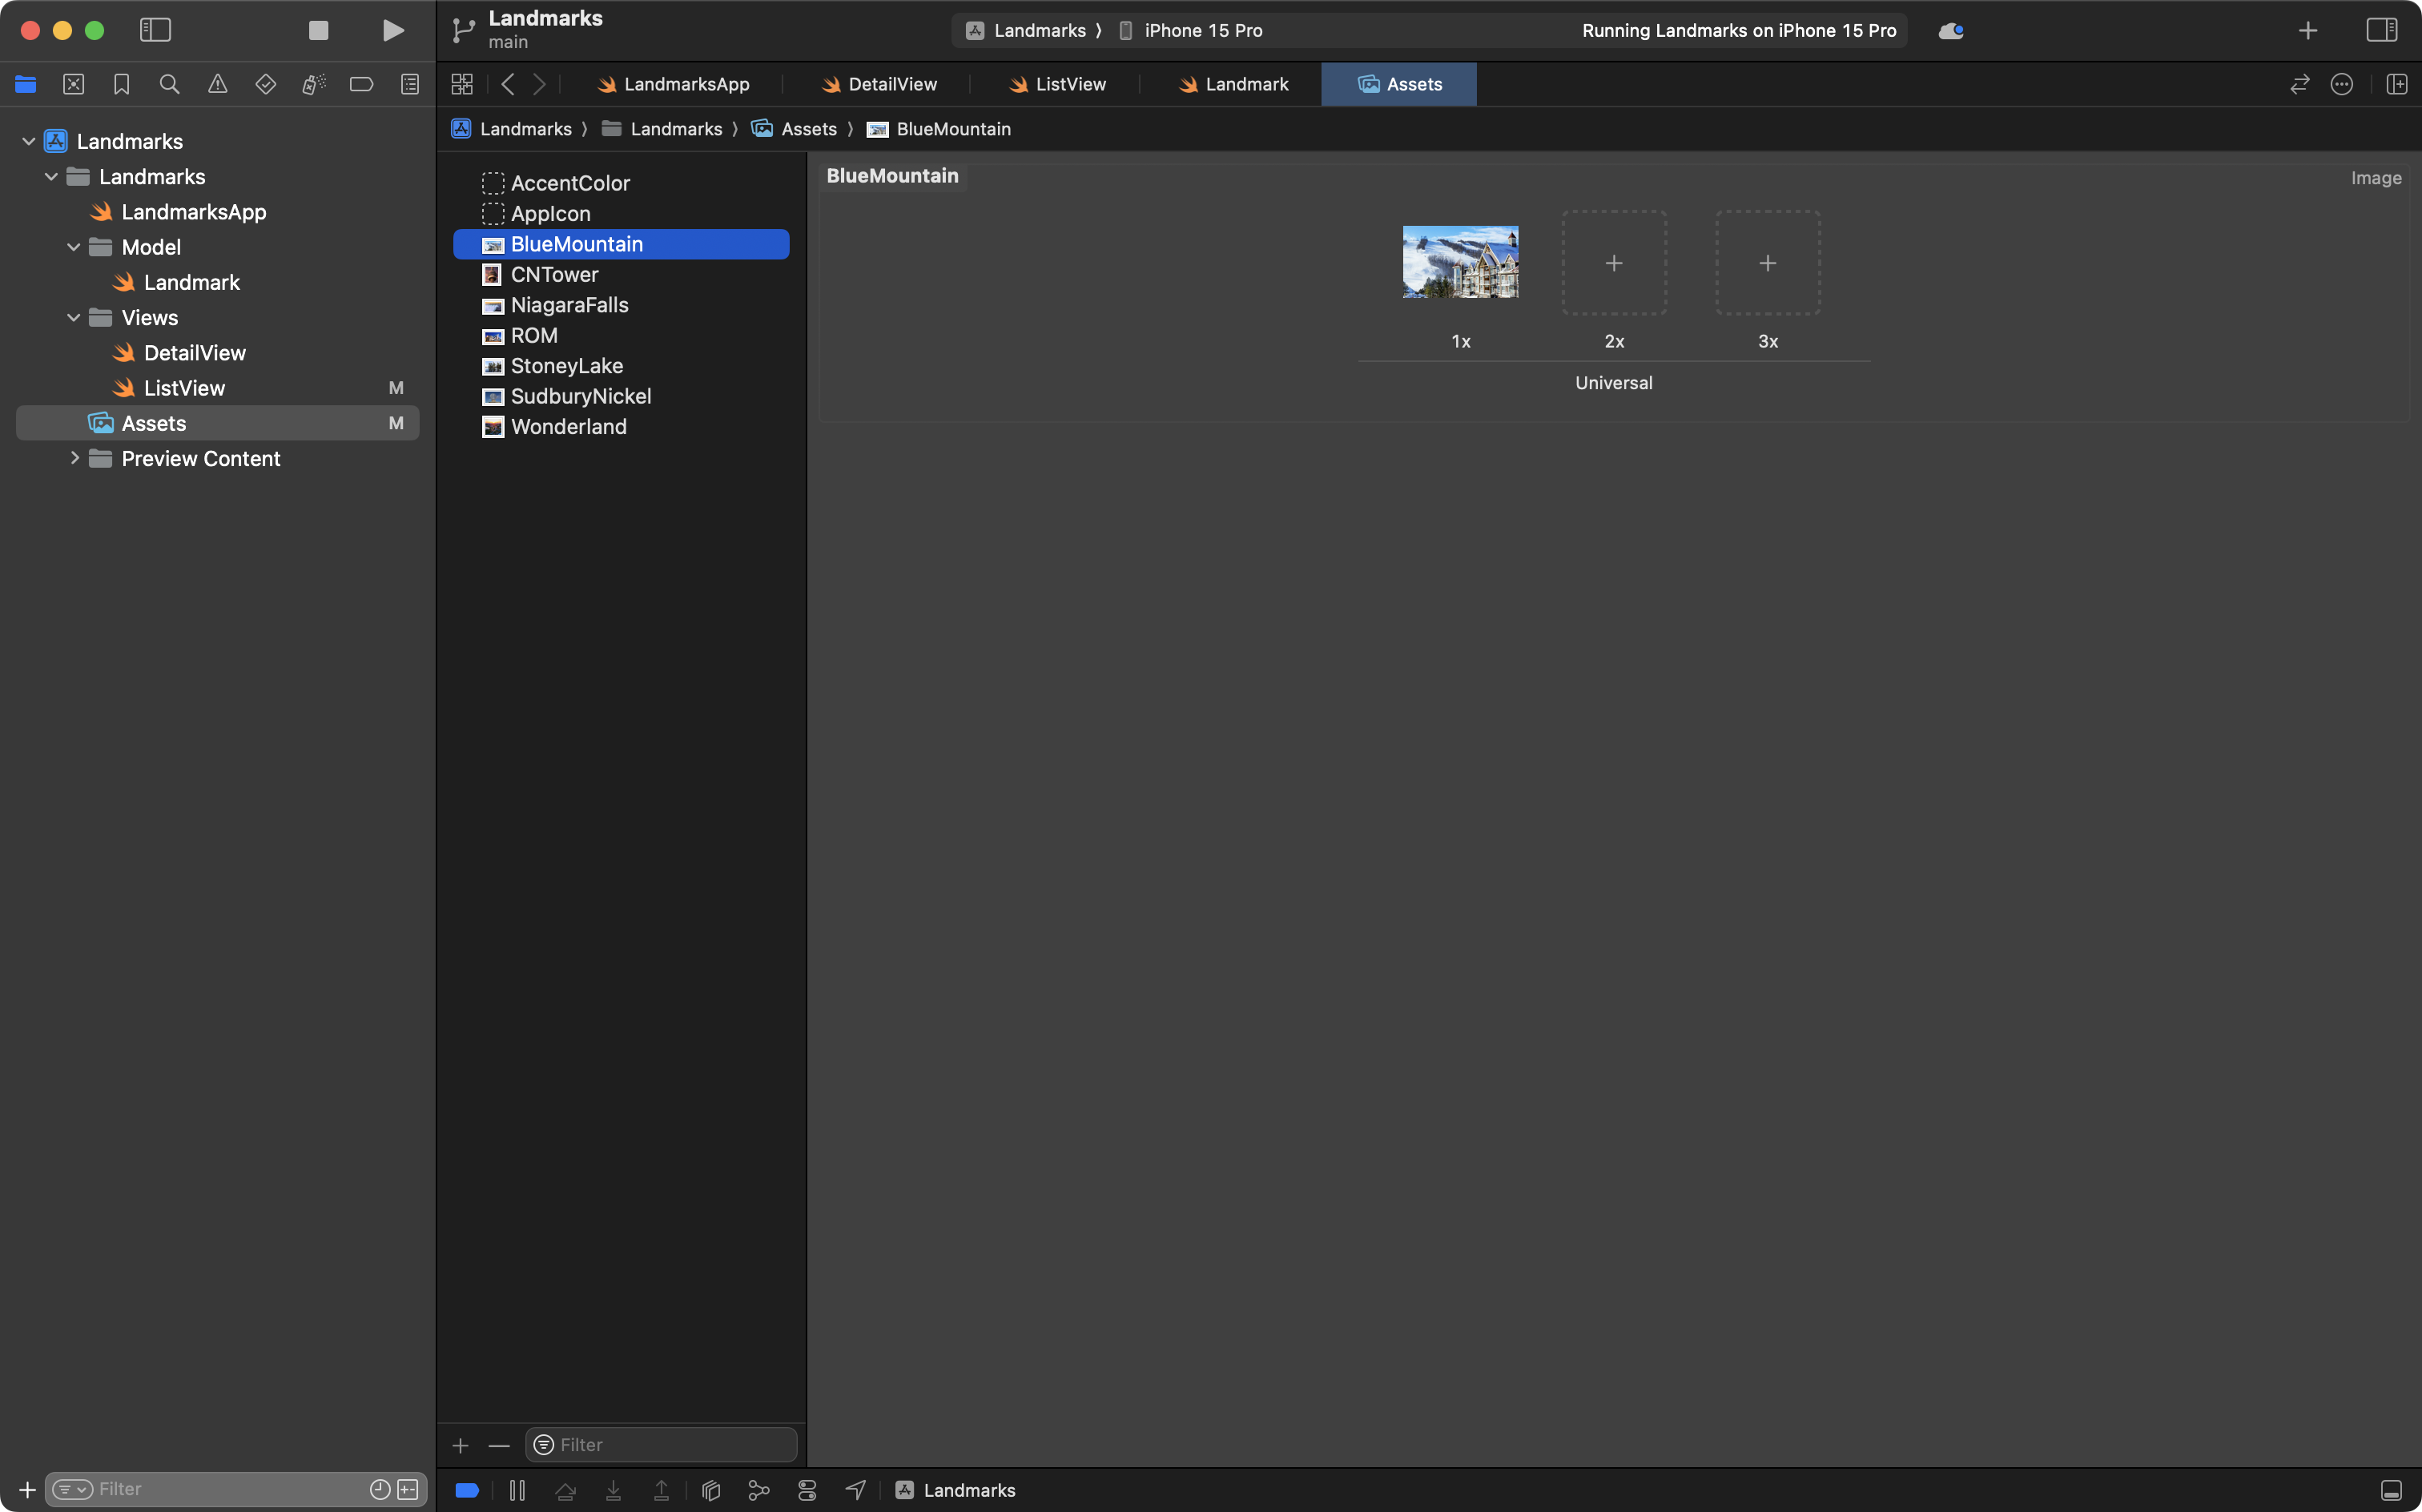 Landmarks
main
Landmarks
iPhone 15 Pro
Running Landmarks on iPhone 15 Pro
LandmarksApp
DetailView
ListView
Landmark
Assets
Landmarks
Landmarks
Assets
BlueMountain
Landmarks
Landmarks
LandmarksApp
Model
Landmark
Views
DetailView
ListView M
Assets M
Preview Content
Filter
AccentColor
AppIcon
BlueMountain
CNTower
NiagaraFalls
ROM
StoneyLake
SudburyNickel
Wonderland
Filter
BlueMountain
Image
1x 2x 3x
Universal
Landmarks